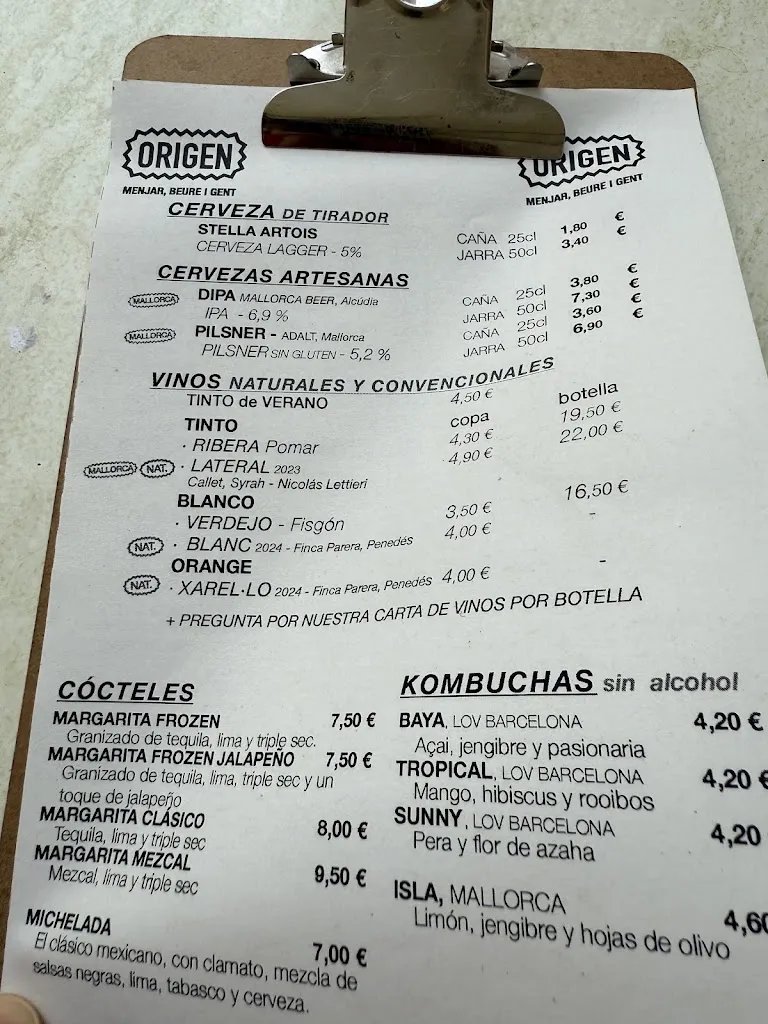 ORIGEN
MENJAR, BEURE I GENT
ORIGEN
MENJAR, BEURE I GENT
CERVEZA DE TIRADOR €
STELLA ARTOIS CAÑA 25cl 1,80 €
CERVEZA LAGGER - 5% JARRA 50cl 3,40
CERVEZAS ARTESANAS €
MALLORCA DIPA MALLORCA BEER, Alcúdia CAÑA 25cl 3,80 €
IPA - 6,9 % JARRA 50cl 7,30 €
MALLORCA PILSNER - ADALT, Mallorca CAÑA 25cl 3,60 €
PILSNER SIN GLUTEN - 5,2 % JARRA 50cl 6,90
VINOS NATURALES Y CONVENCIONALES
TINTO de VERANO 4,50 €
TINTO copa botella
· RIBERA Pomar 4,30 € 19,50 €
MALLORCA NAT. · LATERAL 2023 4,90 € 22,00 €
Callet, Syrah - Nicolás Lettieri
BLANCO
· VERDEJO - Fisgón 3,50 € 16,50 €
NAT. · BLANC 2024 - Finca Parera, Penedés 4,00 € -
ORANGE
NAT. · XAREL·LO 2024 - Finca Parera, Penedés 4,00 € -
+ PREGUNTA POR NUESTRA CARTA DE VINOS POR BOTELLA
CÓCTELES
MARGARITA FROZEN 7,50 €
Granizado de tequila, lima y triple sec.
MARGARITA FROZEN JALAPEÑO 7,50 €
Granizado de tequila, lima, triple sec y un
toque de jalapeño
MARGARITA CLÁSICO 8,00 €
Tequila, lima y triple sec
MARGARITA MEZCAL 9,50 €
Mezcal, lima y triple sec
MICHELADA 7,00 €
El clásico mexicano, con clamato, mezcla de
salsas negras, lima, tabasco y cerveza.
KOMBUCHAS sin alcohol
BAYA, LOV BARCELONA 4,20 €
Açai, jengibre y pasionaria
TROPICAL, LOV BARCELONA 4,20 €
Mango, hibiscus y rooibos
SUNNY, LOV BARCELONA 4,20
Pera y flor de azaha
ISLA, MALLORCA 4,60
Limón, jengibre y hojas de olivo